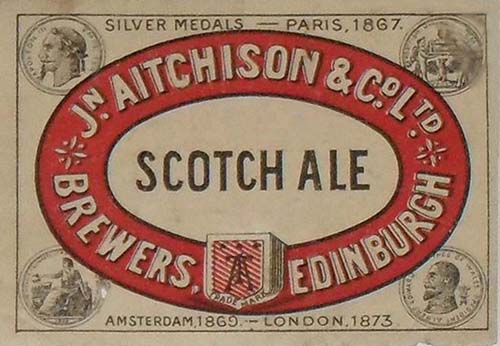 SILVER MEDALS — PARIS, 1867.
JN. AITCHISON & CO. LTD.
SCOTCH ALE
BREWERS, EDINBURGH
TRADE MARK
AMSTERDAM, 1869. — LONDON, 1873.